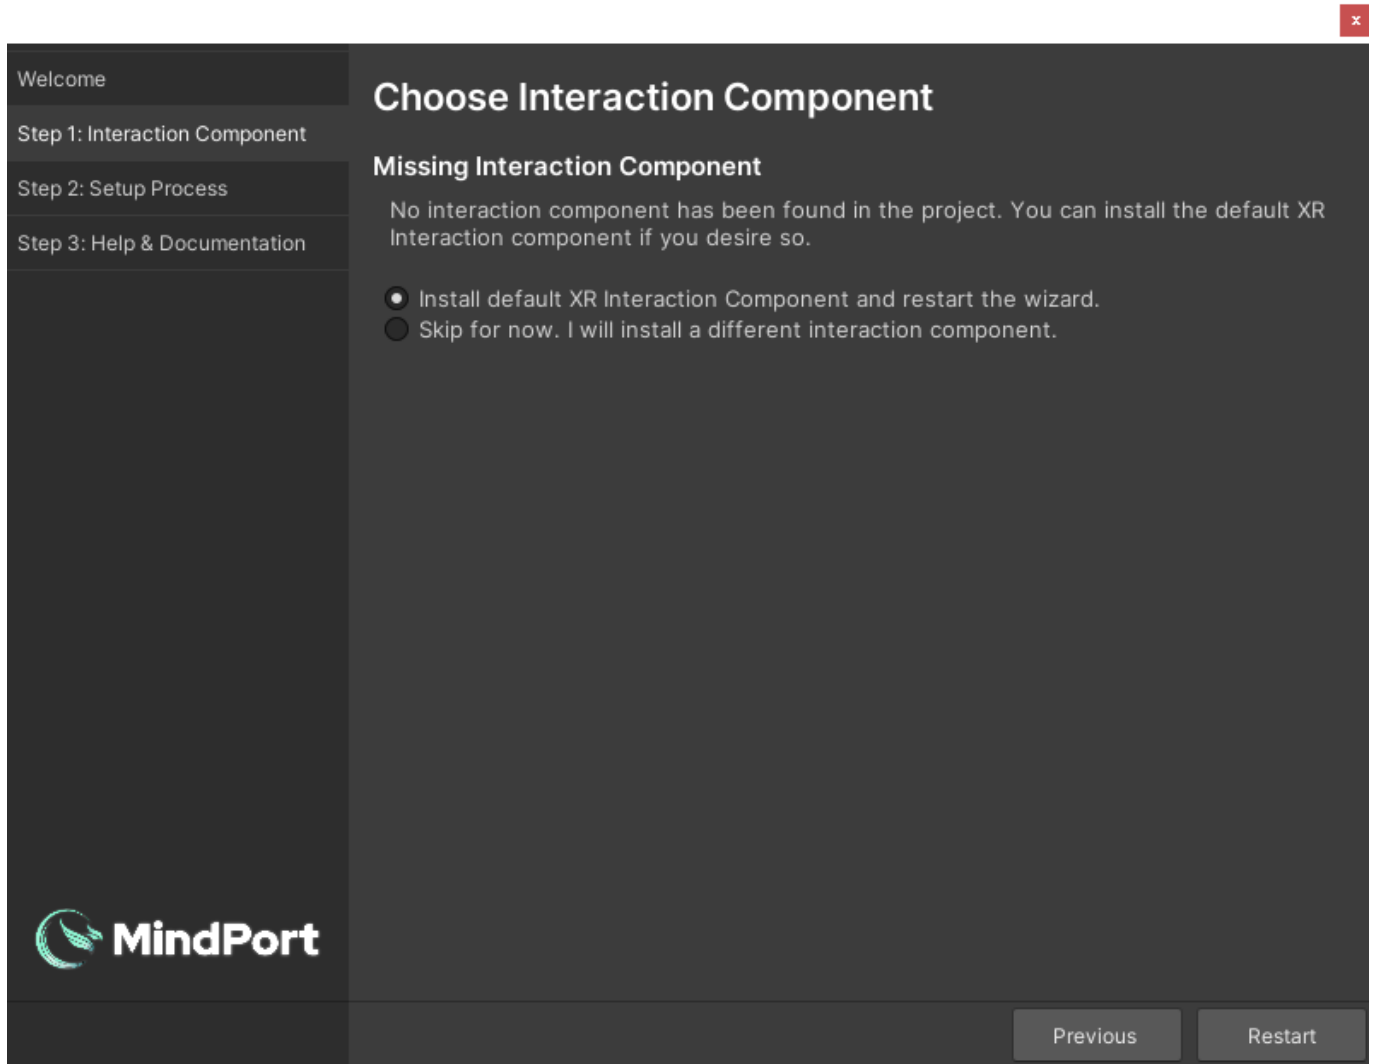 x
Welcome
Step 1: Interaction Component
Step 2: Setup Process
Step 3: Help & Documentation
Choose Interaction Component
Missing Interaction Component
No interaction component has been found in the project. You can install the default XR
Interaction component if you desire so.
Install default XR Interaction Component and restart the wizard.
Skip for now. I will install a different interaction component.
MindPort
Previous
Restart